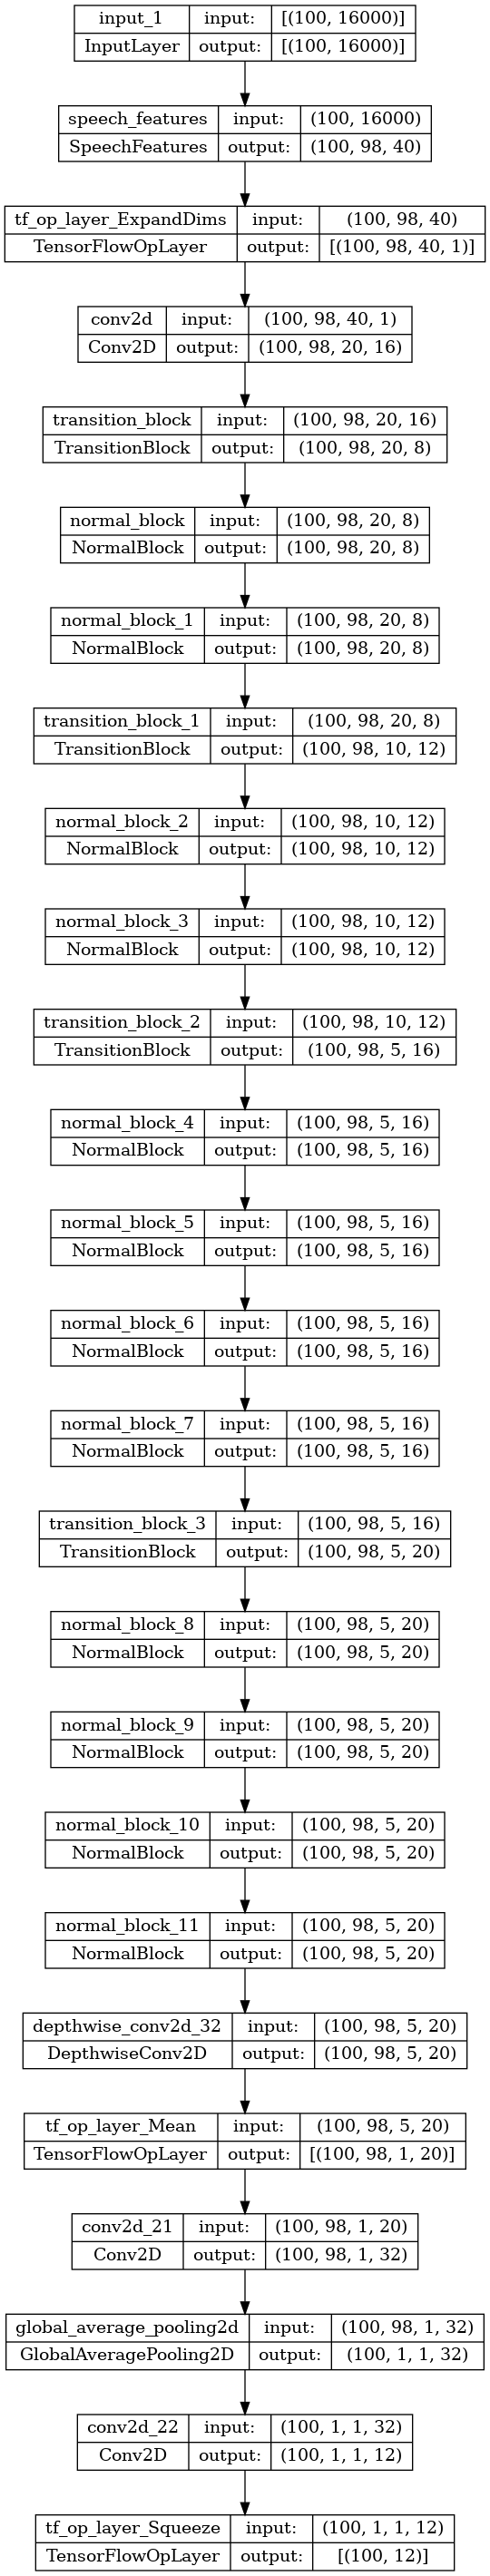 input_1 input: [(100, 16000)]
InputLayer output: [(100, 16000)]
speech_features input: (100, 16000)
SpeechFeatures output: (100, 98, 40)
tf_op_layer_ExpandDims input: (100, 98, 40)
TensorFlowOpLayer output: [(100, 98, 40, 1)]
conv2d input: (100, 98, 40, 1)
Conv2D output: (100, 98, 20, 16)
transition_block input: (100, 98, 20, 16)
TransitionBlock output: (100, 98, 20, 8)
normal_block input: (100, 98, 20, 8)
NormalBlock output: (100, 98, 20, 8)
normal_block_1 input: (100, 98, 20, 8)
NormalBlock output: (100, 98, 20, 8)
transition_block_1 input: (100, 98, 20, 8)
TransitionBlock output: (100, 98, 10, 12)
normal_block_2 input: (100, 98, 10, 12)
NormalBlock output: (100, 98, 10, 12)
normal_block_3 input: (100, 98, 10, 12)
NormalBlock output: (100, 98, 10, 12)
transition_block_2 input: (100, 98, 10, 12)
TransitionBlock output: (100, 98, 5, 16)
normal_block_4 input: (100, 98, 5, 16)
NormalBlock output: (100, 98, 5, 16)
normal_block_5 input: (100, 98, 5, 16)
NormalBlock output: (100, 98, 5, 16)
normal_block_6 input: (100, 98, 5, 16)
NormalBlock output: (100, 98, 5, 16)
normal_block_7 input: (100, 98, 5, 16)
NormalBlock output: (100, 98, 5, 16)
transition_block_3 input: (100, 98, 5, 16)
TransitionBlock output: (100, 98, 5, 20)
normal_block_8 input: (100, 98, 5, 20)
NormalBlock output: (100, 98, 5, 20)
normal_block_9 input: (100, 98, 5, 20)
NormalBlock output: (100, 98, 5, 20)
normal_block_10 input: (100, 98, 5, 20)
NormalBlock output: (100, 98, 5, 20)
normal_block_11 input: (100, 98, 5, 20)
NormalBlock output: (100, 98, 5, 20)
depthwise_conv2d_32 input: (100, 98, 5, 20)
DepthwiseConv2D output: (100, 98, 5, 20)
tf_op_layer_Mean input: (100, 98, 5, 20)
TensorFlowOpLayer output: [(100, 98, 1, 20)]
conv2d_21 input: (100, 98, 1, 20)
Conv2D output: (100, 98, 1, 32)
global_average_pooling2d input: (100, 98, 1, 32)
GlobalAveragePooling2D output: (100, 1, 1, 32)
conv2d_22 input: (100, 1, 1, 32)
Conv2D output: (100, 1, 1, 12)
tf_op_layer_Squeeze input: (100, 1, 1, 12)
TensorFlowOpLayer output: [(100, 12)]